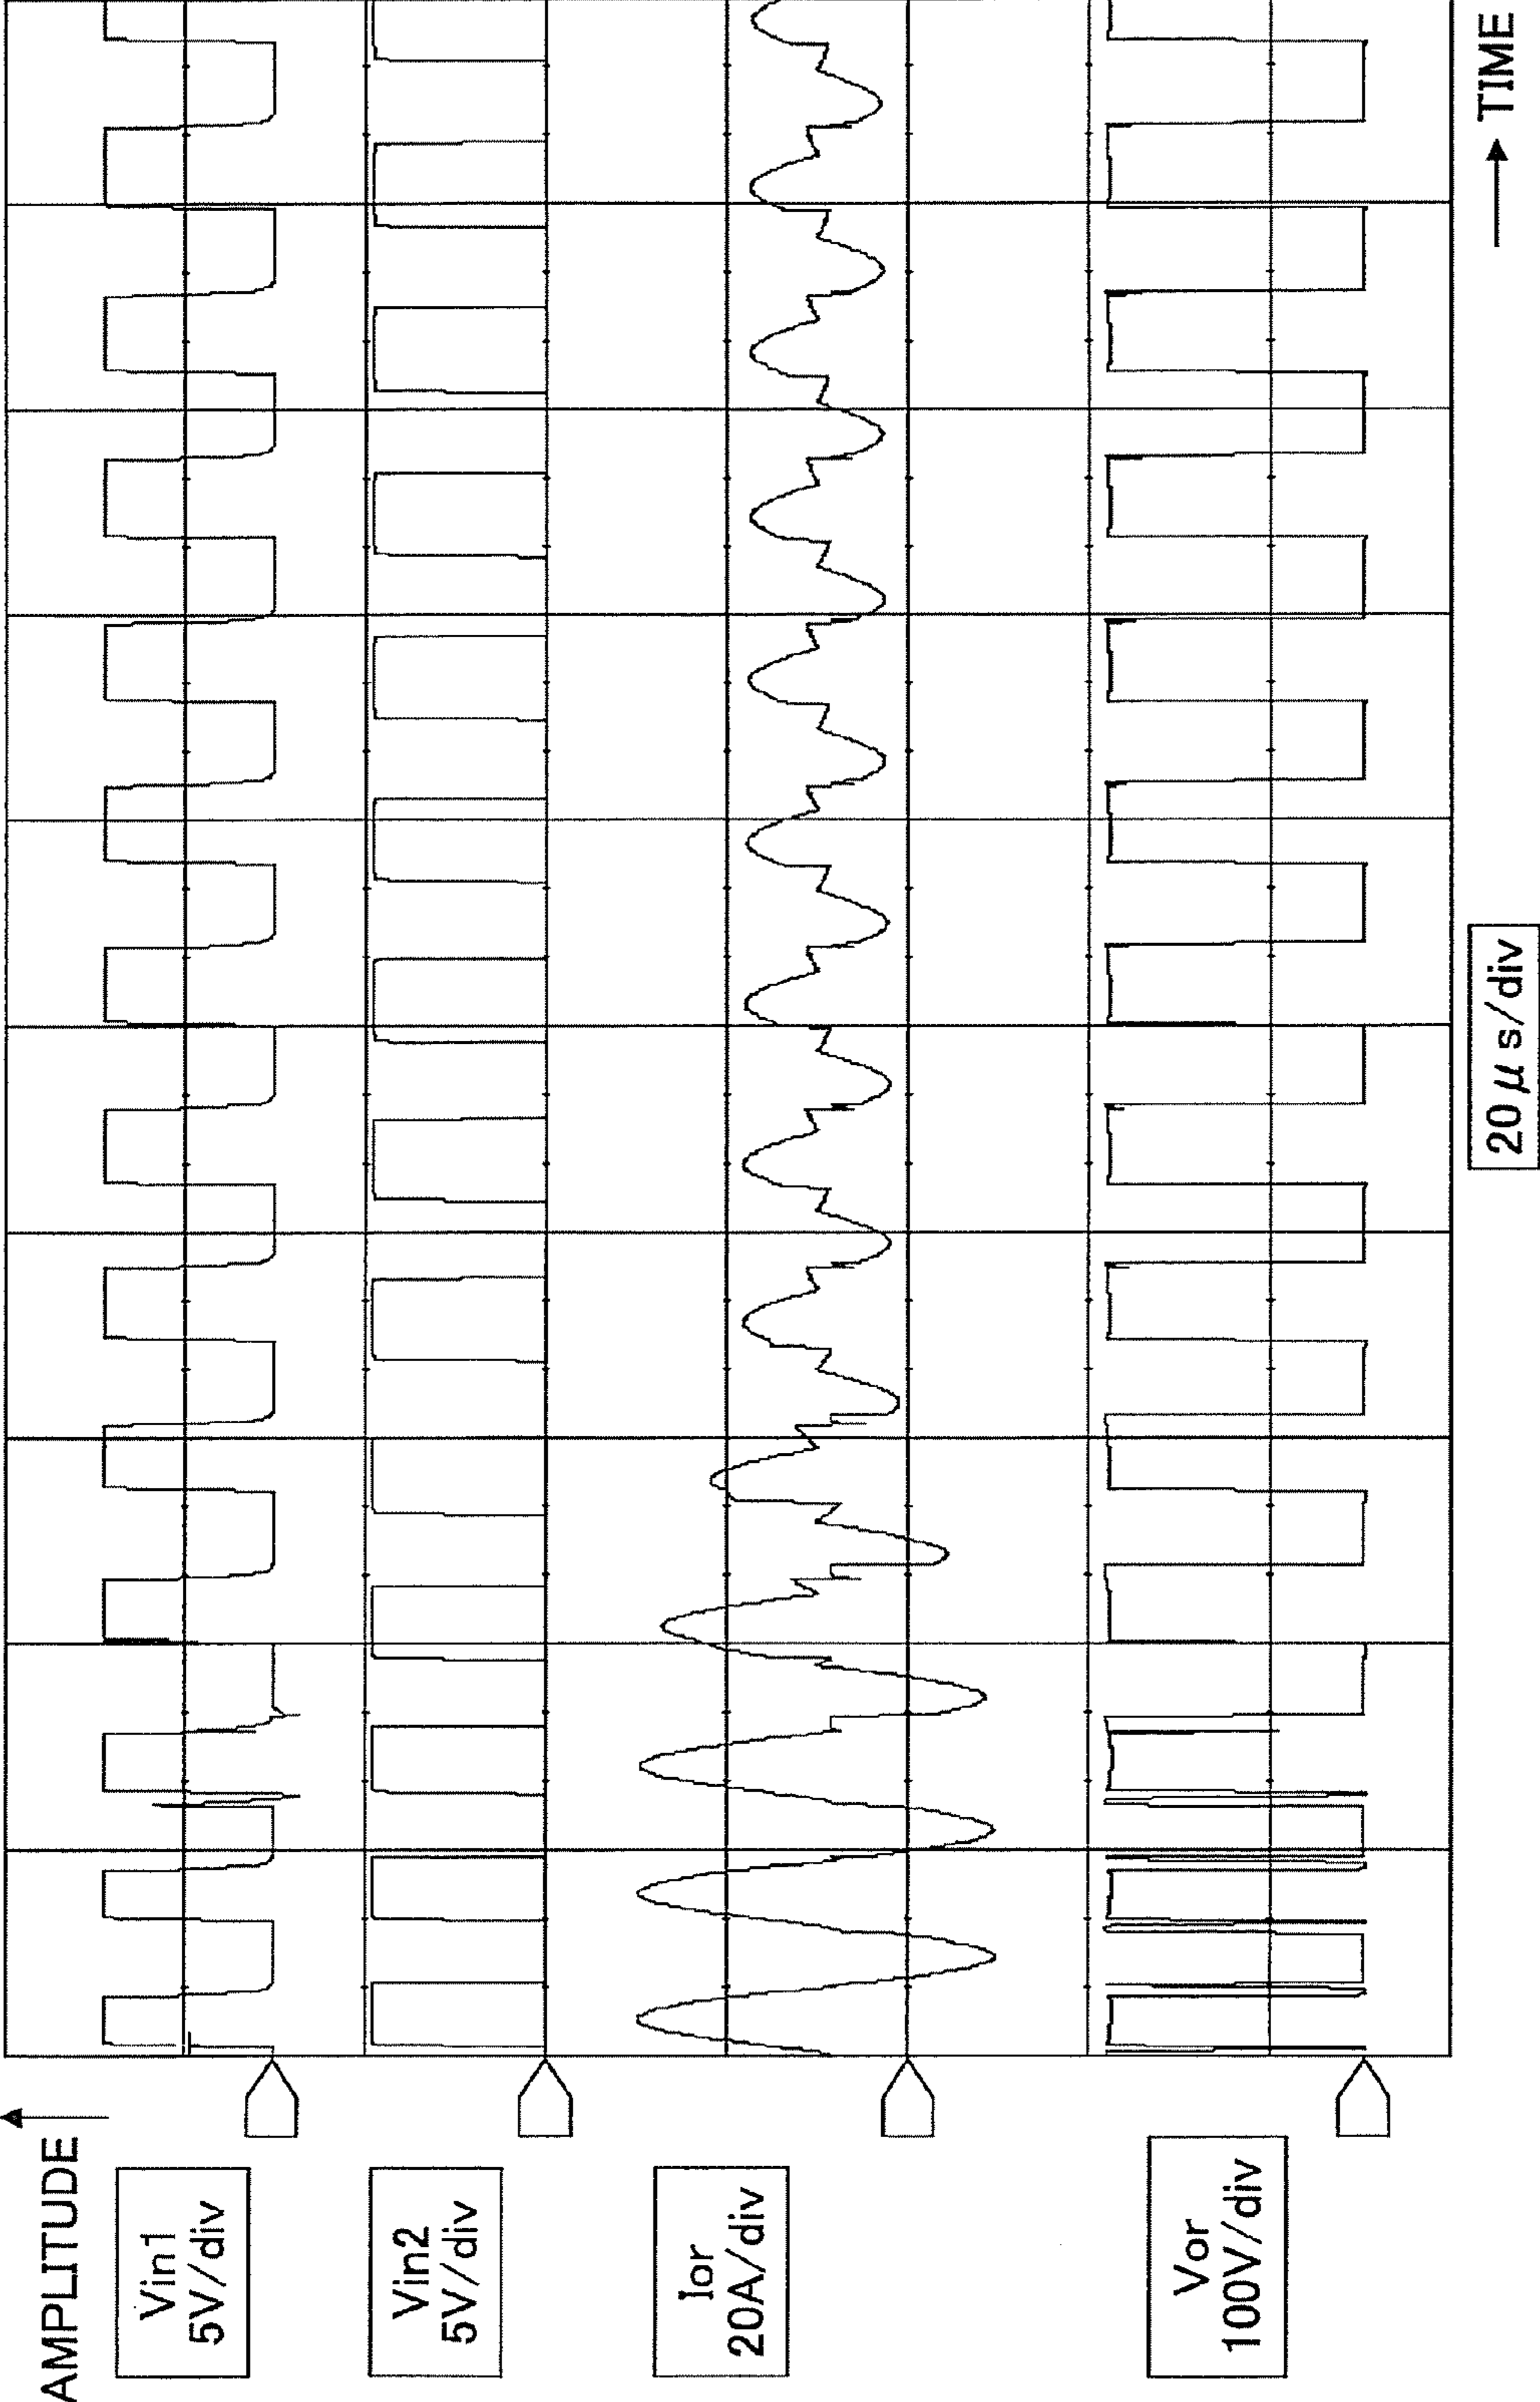 AMPLITUDE
Vin1
5V/div
Vin2
5V/div
Ior
20A/div
Vor
100V/div
20μs/div
TIME